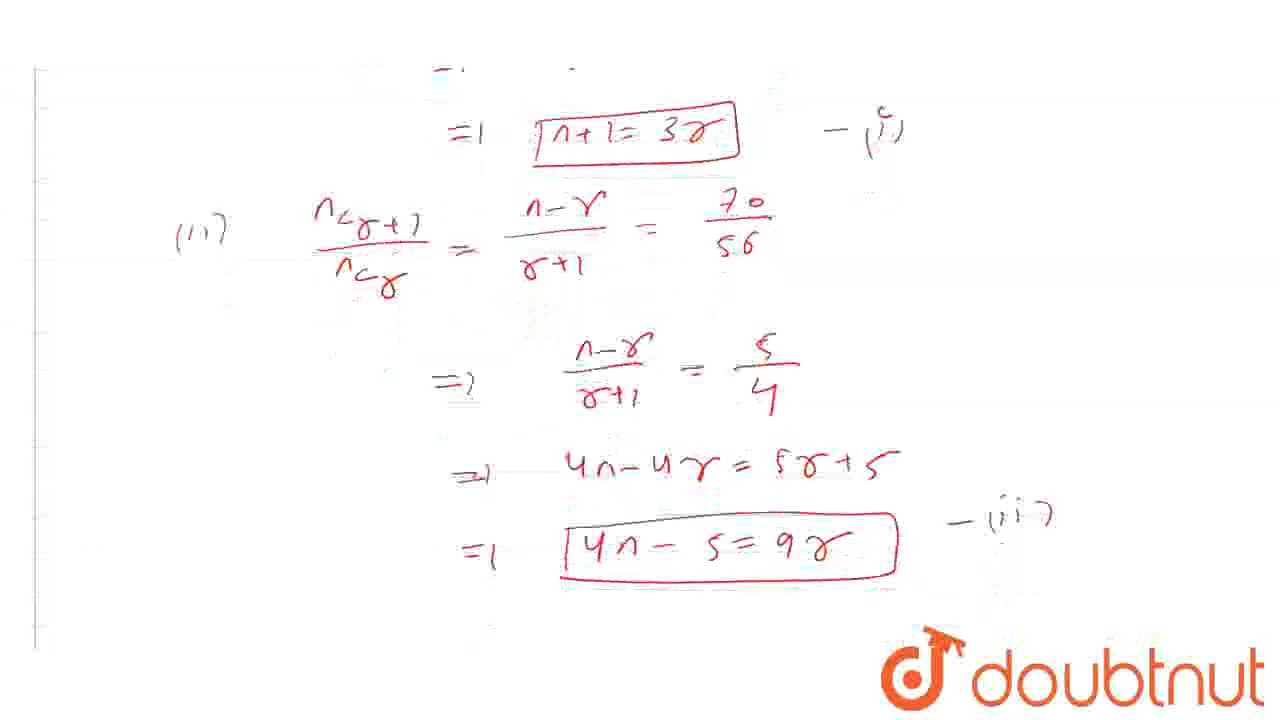 => n+1 = 3r - (i)
(ii) nCr+1 / nCr = n-r / r+1 = 70 / 56
=> n-r / r+1 = 5 / 4
=> 4n-4r = 5r+5
=> 4n - 5 = 9r - (ii)
doubtnut